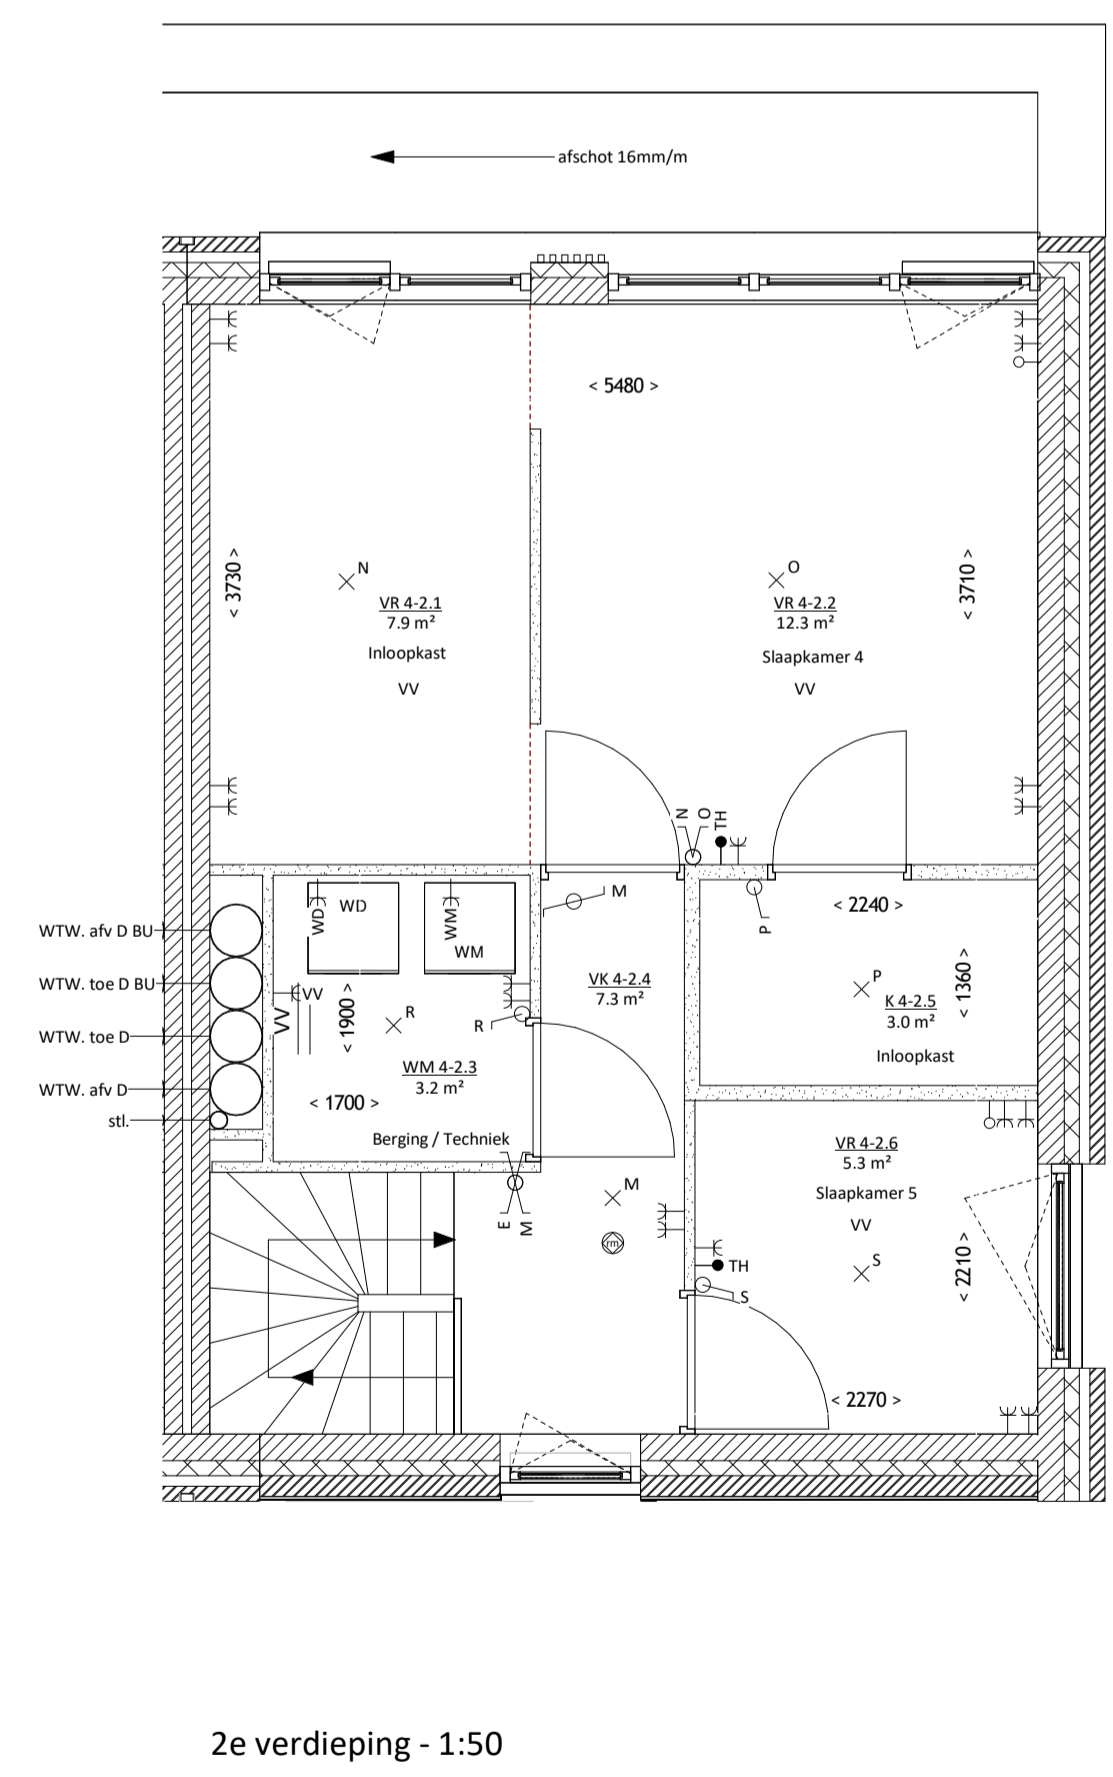 afschot 16mm/m
< 5480 >
< 3730 >
N
VR 4-2.1
7.9 m²
Inloopkast
VV
O
VR 4-2.2
12.3 m²
Slaapkamer 4
VV
< 3710 >
N
O
TH
WTW. afv D BU
WTW. toe D BU
WTW. toe D
WTW. afv D
stl.
WD
WD
WM
WM
VV
VV
< 1900 >
R
R
WM 4-2.3
3.2 m²
< 1700 >
Berging / Techniek
M
VK 4-2.4
7.3 m²
P
< 2240 >
P
K 4-2.5
3.0 m²
Inloopkast
< 1360 >
E
M
M
rm
VR 4-2.6
5.3 m²
Slaapkamer 5
VV
S
TH
S
< 2210 >
< 2270 >
2e verdieping - 1:50